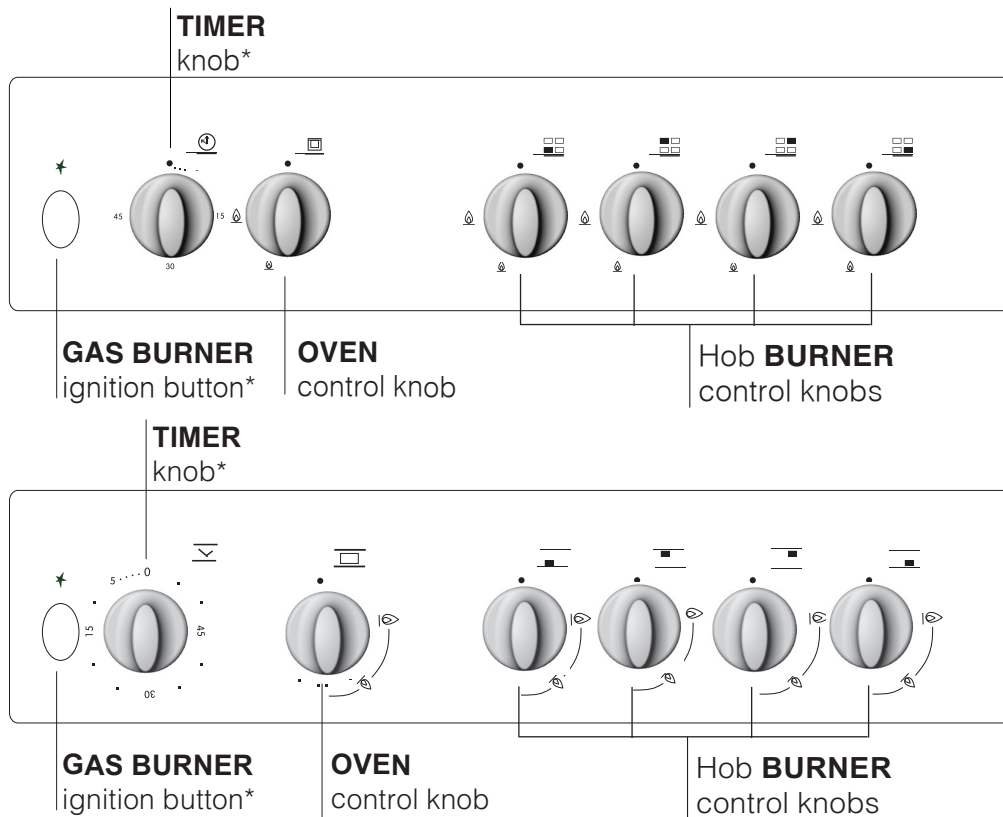 TIMER
knob*
45
15
30
GAS BURNER
ignition button*
OVEN
control knob
Hob BURNER
control knobs
TIMER
knob*
5 0
15
45
30
GAS BURNER
ignition button*
OVEN
control knob
Hob BURNER
control knobs